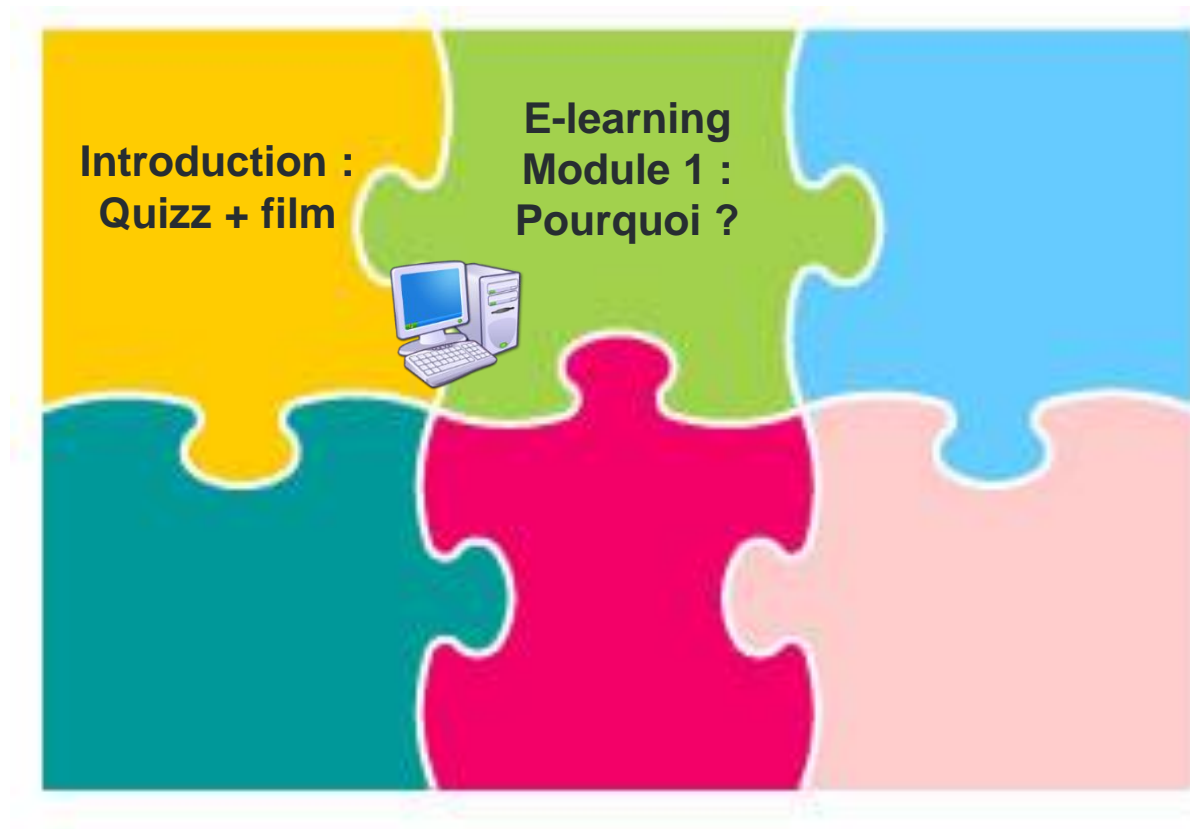 Introduction :
Quizz + film
E-learning
Module 1 :
Pourquoi ?